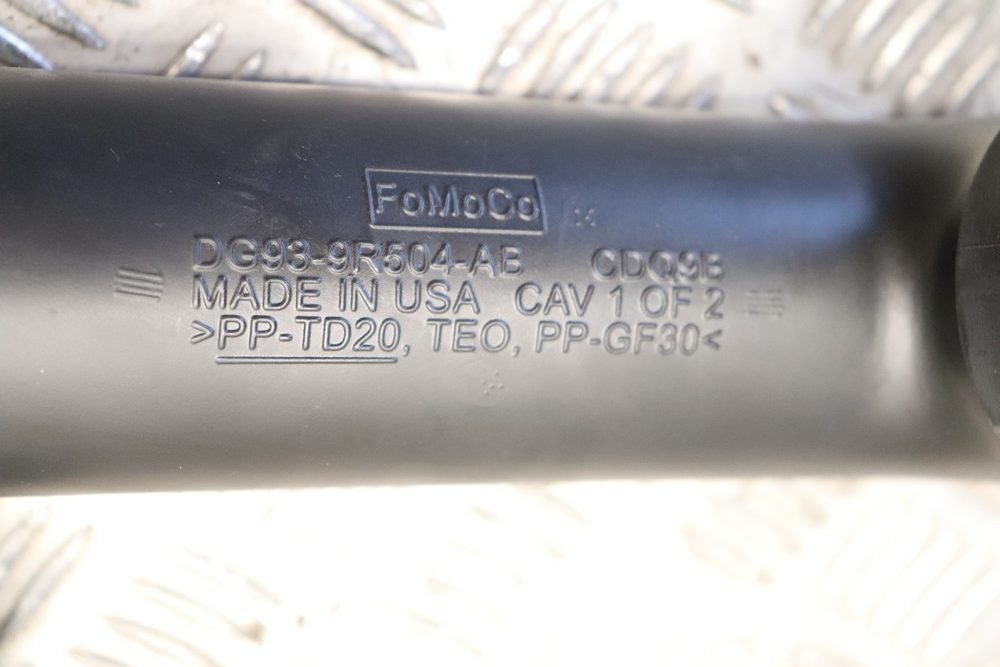 FoMoCo
DG93-9R504-AB CDQ9B
MADE IN USA CAV 1 OF 2
>PP-TD20, TEO, PP-GF30<